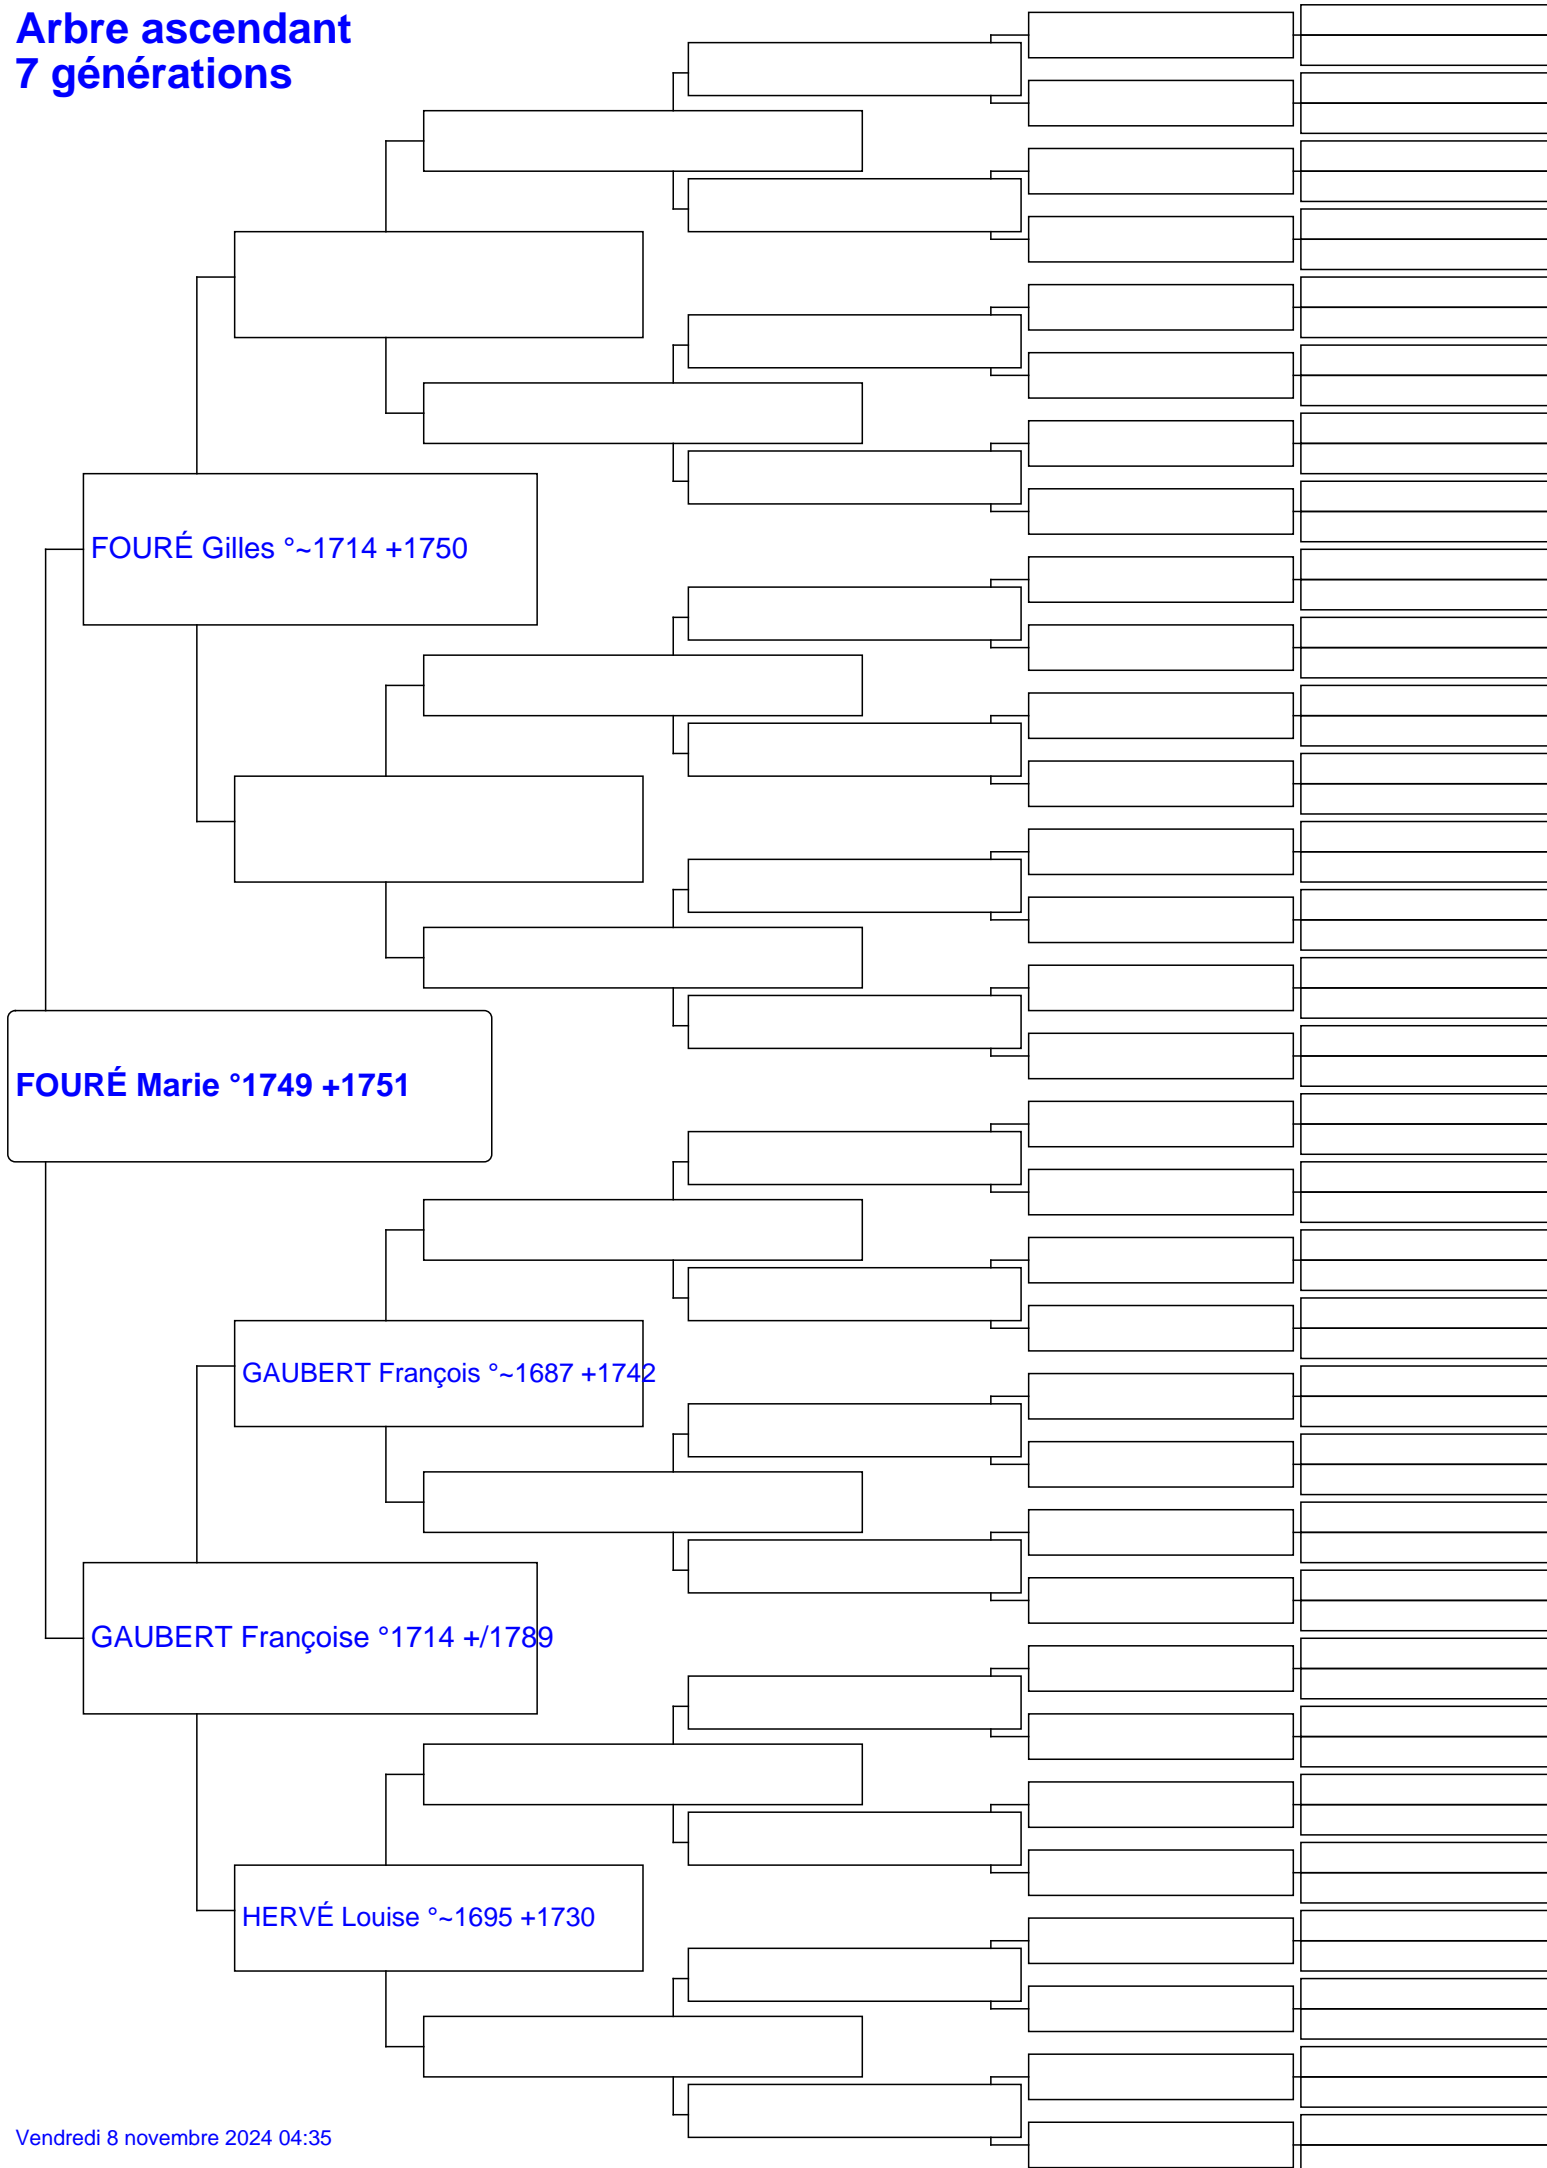 Arbre ascendant
7 générations
FOURÉ Gilles °~1714 +1750
FOURÉ Marie °1749 +1751
GAUBERT François °~1687 +1742
GAUBERT Françoise °1714 +/1789
HERVÉ Louise °~1695 +1730
Vendredi 8 novembre 2024 04:35